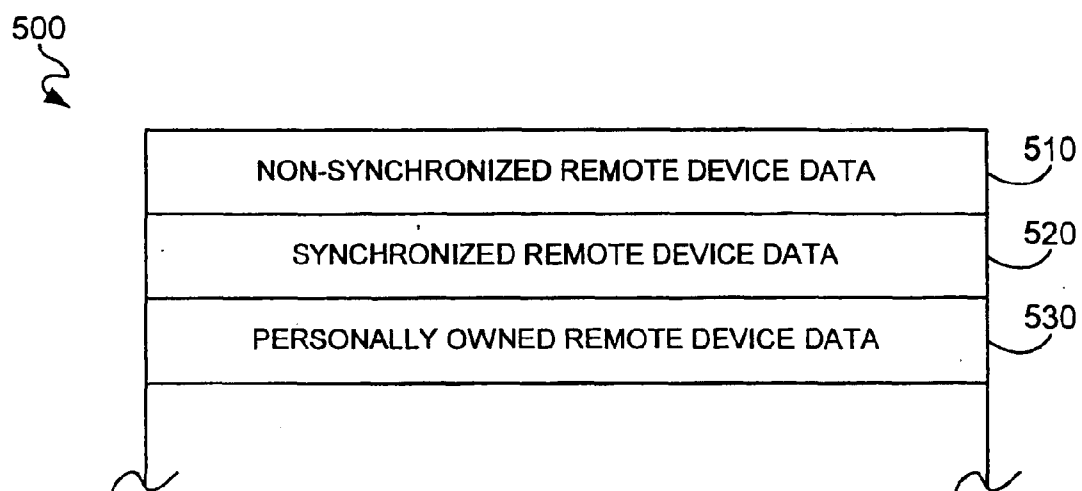 500
NON-SYNCHRONIZED REMOTE DEVICE DATA
510
SYNCHRONIZED REMOTE DEVICE DATA
520
PERSONALLY OWNED REMOTE DEVICE DATA
530